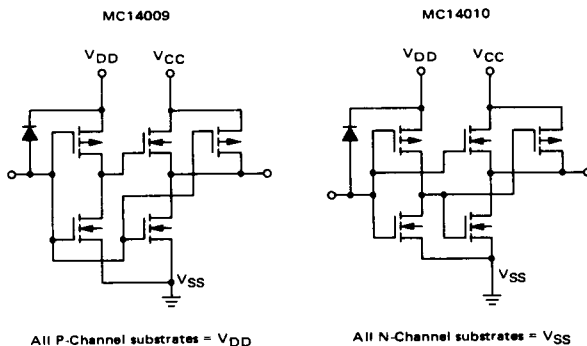 MC14009
MC14010
VDD
VCC
VDD
VCC
VSS
VSS
All P-Channel substrates = VDD
All N-Channel substrates = VSS